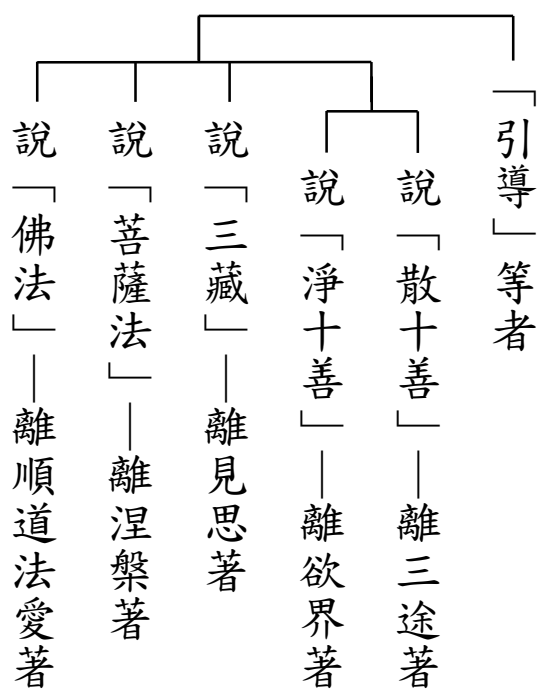 「引導」等者
說「散十善」—離三途著
說「淨十善」—離欲界著
說「三藏」—離見思著
說「菩薩法」—離涅槃著
說「佛法」—離順道法愛著